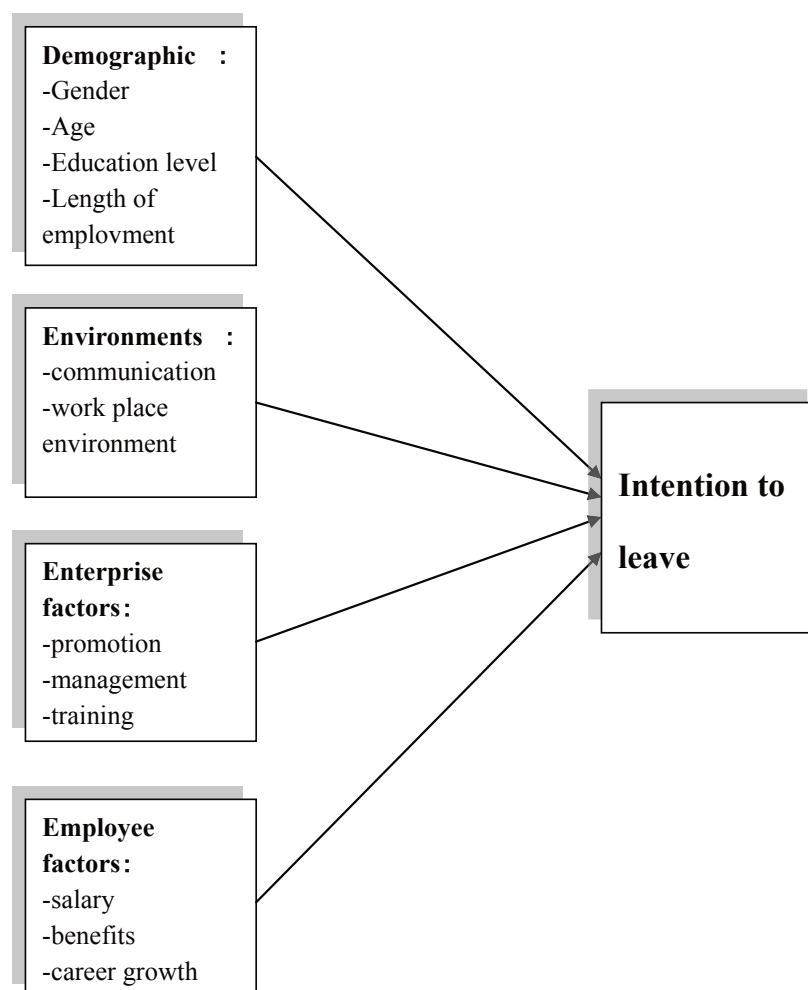 Demographic :
-Gender
-Age
-Education level
-Length of
employment
Environments :
-communication
-work place
environment
Enterprise
factors:
-promotion
-management
-training
Employee
factors:
-salary
-benefits
-career growth
Intention to
leave